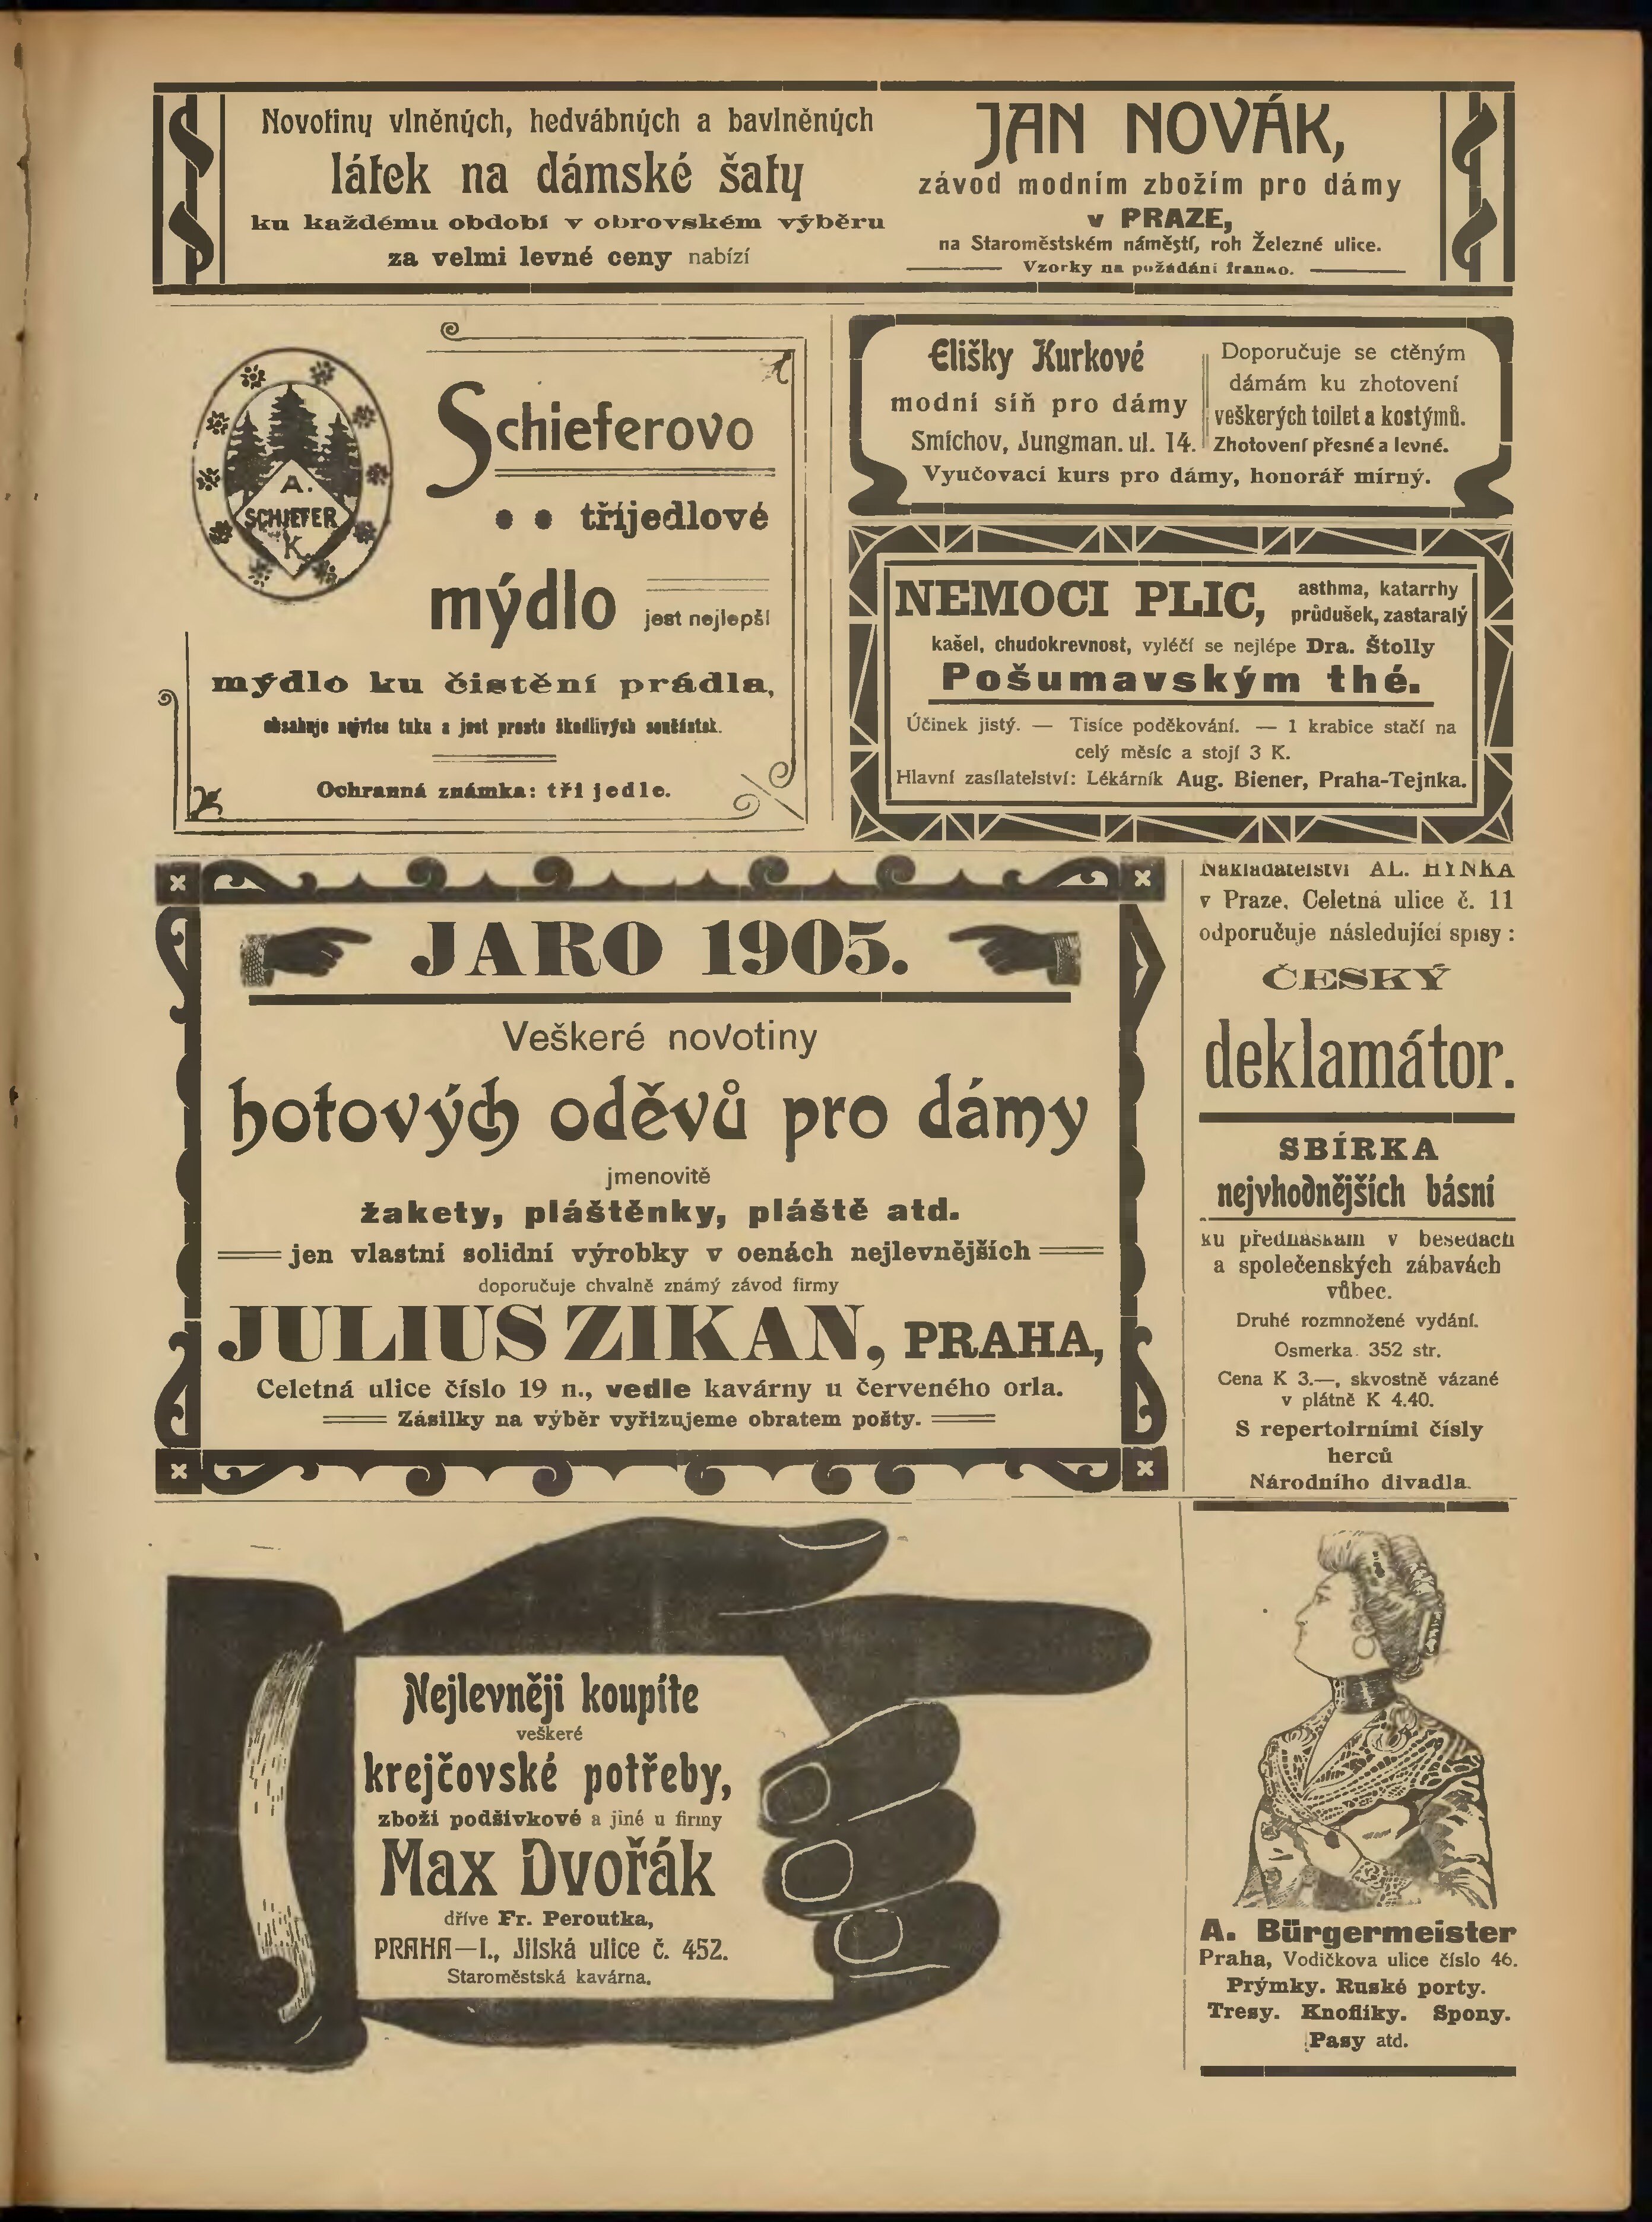 Novotiny vlněných, hedvábných a bavlněných
látek na dámské šaty
ku každému období v obrovském výběru
za velmi levné ceny nabízí
JAN NOVÁK,
závod modním zbožím pro dámy
v PRAZE,
na Staroměstském náměstí, roh Železné ulice.
Vzorky na požádání franko.
A.
SCHIEFER
K.
Schieferovo
tříjedlové
mýdlo jest nejlepší
mýdlo ku čistění prádla,
obsahuje nejvíce tuku a jest prosto škodlivých součástek.
Ochranná známka: tři jedle.
Elišky Kurkové
modní síň pro dámy
Smíchov, Jungman. ul. 14.
Doporučuje se ctěným
dámám ku zhotovení
veškerých toilet a kostýmů.
Zhotovení přesné a levné.
Vyučovací kurs pro dámy, honorář mírný.
NEMOCI PLIC, asthma, katarrhy
průdušek, zastaralý
kašel, chudokrevnost, vyléčí se nejlépe Dra. Štolly
Pošumavským thé.
Účinek jistý. — Tisíce poděkování. — 1 krabice stačí na
celý měsíc a stojí 3 K.
Hlavní zasílatelství: Lékárník Aug. Biener, Praha-Tejnka.
JARO 1905.
Veškeré novotiny
hotových oděvů pro dámy
jmenovitě
žakety, pláštěnky, pláště atd.
jen vlastní solidní výrobky v oenách nejlevnějších
doporučuje chvalně známý závod firmy
JULIUS ZIKAN, PRAHA,
Celetná ulice číslo 19 n., vedle kavárny u červeného orla.
Zásilky na výběr vyřizujeme obratem pošty.
Nakladatelství AL. HYNKA
v Praze, Celetná ulice č. 11
odporučuje následující spisy:
ČESKÝ
deklamátor.
SBÍRKA
nejvhodnějších básní
ku přednáškám v besedách
a společenských zábavách
vůbec.
Druhé rozmnožené vydání.
Osmerka. 352 str.
Cena K 3.—, skvostně vázané
v plátně K 4.40.
S repertoirními čísly
herců
Národního divadla.
Nejlevněji koupíte
veškeré
krejčovské potřeby,
zboží podšívkové a jiné u firmy
Max Dvořák
dříve Fr. Peroutka,
PRAHA—I., Jilská ulice č. 452.
Staroměstská kavárna.
A. Bürgermeister
Praha, Vodičkova ulice číslo 46.
Prýmky. Ruské porty.
Tresy. Knoflíky. Spony.
Pasy atd.